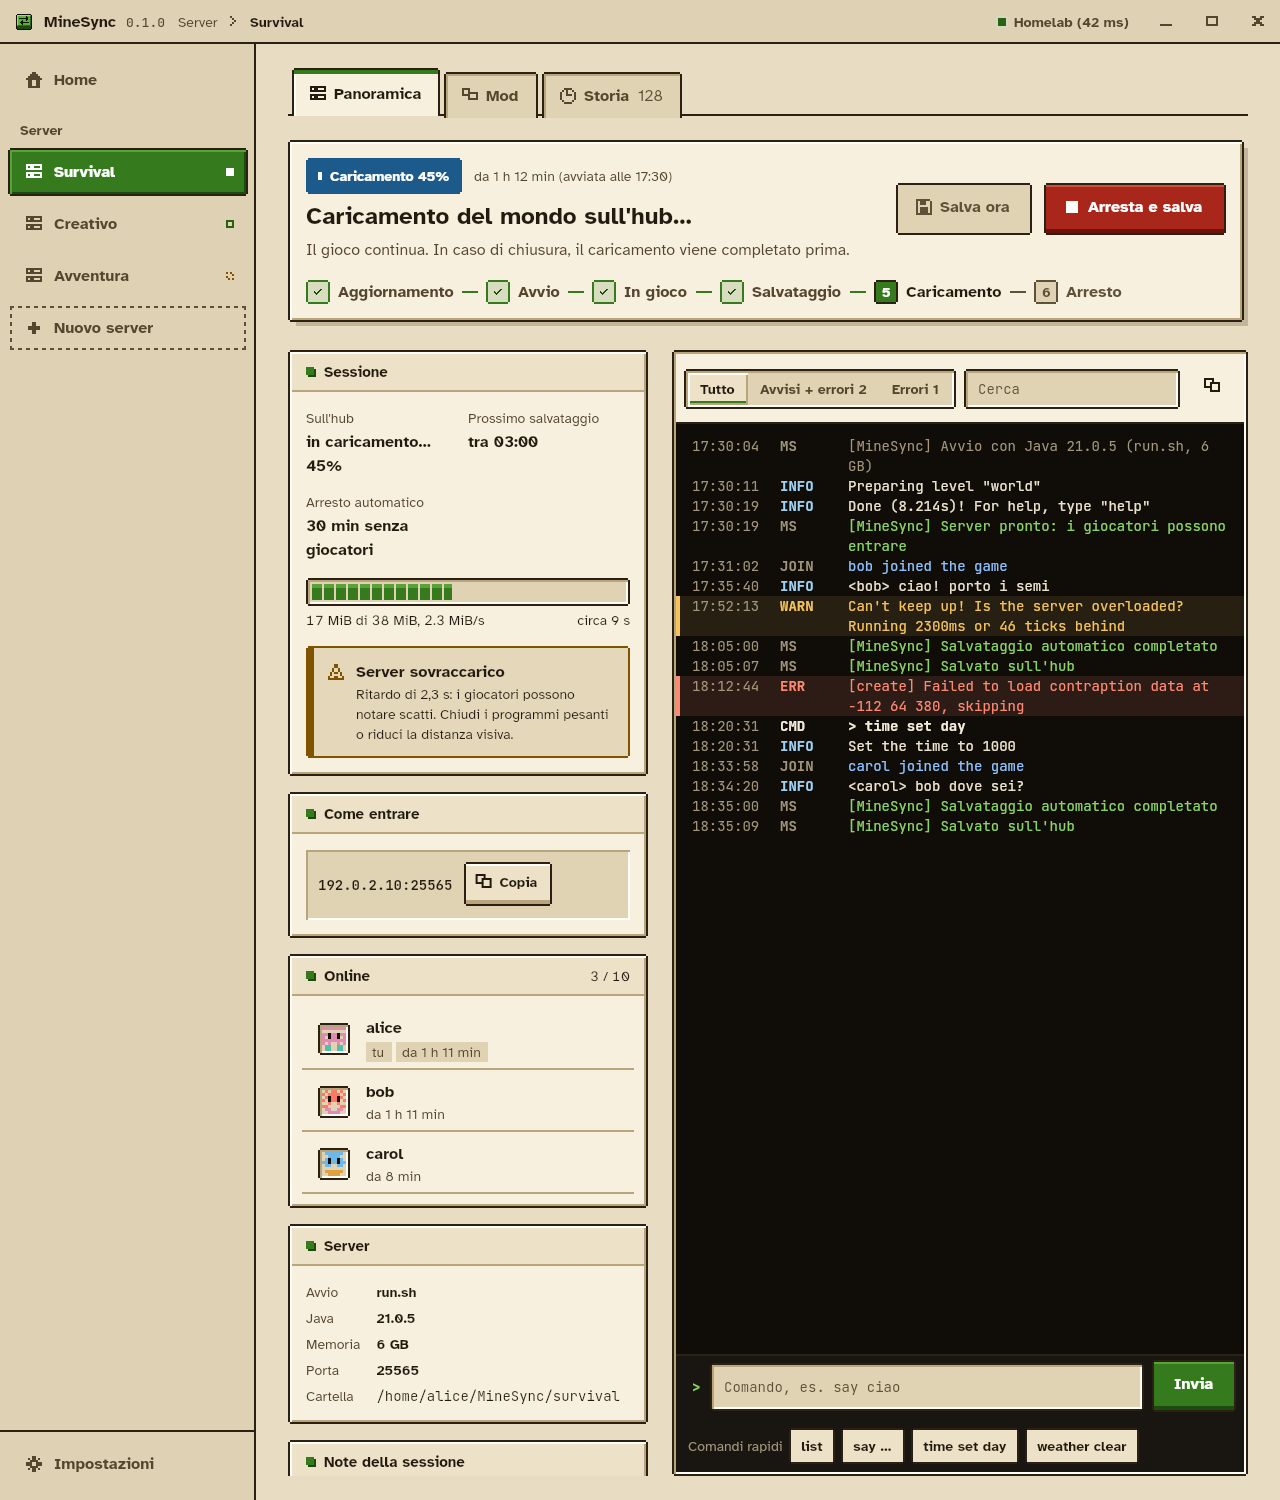 MineSync 0.1.0 Server Survival
Homelab (42 ms)
Home
Server
Survival
Creativo
Avventura
Nuovo server
Impostazioni
Panoramica
Mod
Storia 128
Caricamento 45% da 1 h 12 min (avviata alle 17:30)
Caricamento del mondo sull'hub...
Il gioco continua. In caso di chiusura, il caricamento viene completato prima.
Salva ora
Arresta e salva
Aggiornamento
Avvio
In gioco
Salvataggio
5 Caricamento
6 Arresto
Sessione
Sull'hub
in caricamento...
45%
Prossimo salvataggio
tra 03:00
Arresto automatico
30 min senza
giocatori
17 MiB di 38 MiB, 2.3 MiB/s circa 9 s
Server sovraccarico
Ritardo di 2,3 s: i giocatori possono
notare scatti. Chiudi i programmi pesanti
o riduci la distanza visiva.
Come entrare
192.0.2.10:25565 Copia
Online 3 / 10
alice
tu da 1 h 11 min
bob
da 1 h 11 min
carol
da 8 min
Server
Avvio run.sh
Java 21.0.5
Memoria 6 GB
Porta 25565
Cartella /home/alice/MineSync/survival
Note della sessione
Tutto Avvisi + errori 2 Errori 1 Cerca
17:30:04 MS [MineSync] Avvio con Java 21.0.5 (run.sh, 6
GB)
17:30:11 INFO Preparing level "world"
17:30:19 INFO Done (8.214s)! For help, type "help"
17:30:19 MS [MineSync] Server pronto: i giocatori possono
entrare
17:31:02 JOIN bob joined the game
17:35:40 INFO <bob> ciao! porto i semi
17:52:13 WARN Can't keep up! Is the server overloaded?
Running 2300ms or 46 ticks behind
18:05:00 MS [MineSync] Salvataggio automatico completato
18:05:07 MS [MineSync] Salvato sull'hub
18:12:44 ERR [create] Failed to load contraption data at
-112 64 380, skipping
18:20:31 CMD > time set day
18:20:31 INFO Set the time to 1000
18:33:58 JOIN carol joined the game
18:34:20 INFO <carol> bob dove sei?
18:35:00 MS [MineSync] Salvataggio automatico completato
18:35:09 MS [MineSync] Salvato sull'hub
> Comando, es. say ciao Invia
Comandi rapidi list say ... time set day weather clear